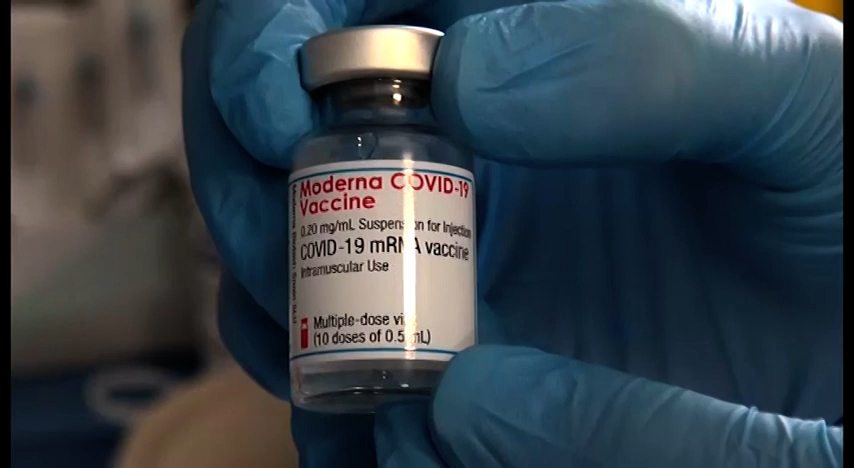 Moderna COVID-19
Vaccine
0.20 mg/mL Suspension for Injection
COVID-19 mRNA vaccine
Intramuscular Use
Multiple-dose
(10 doses of 0.5 mL)